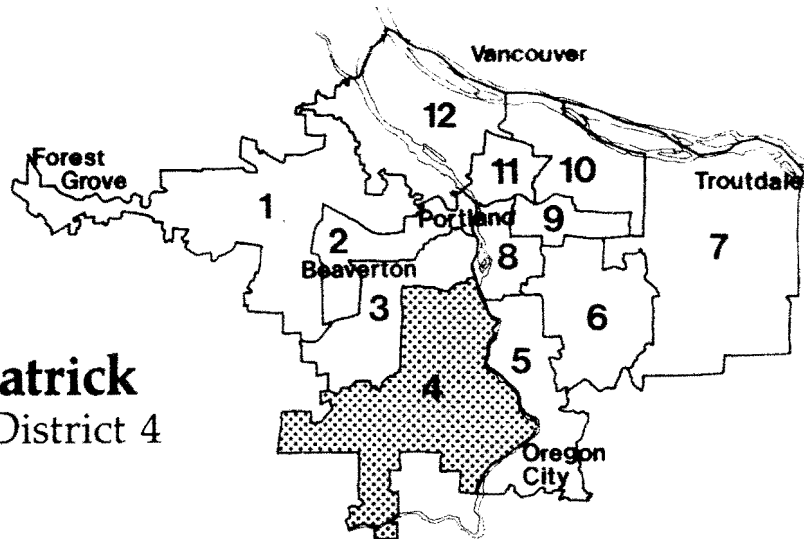 Vancouver
12
Forest
Grove
11
10
Troutdale
1
Portland
9
2
8
7
Beaverton
3
6
5
atrick
4
District 4
Oregon
City